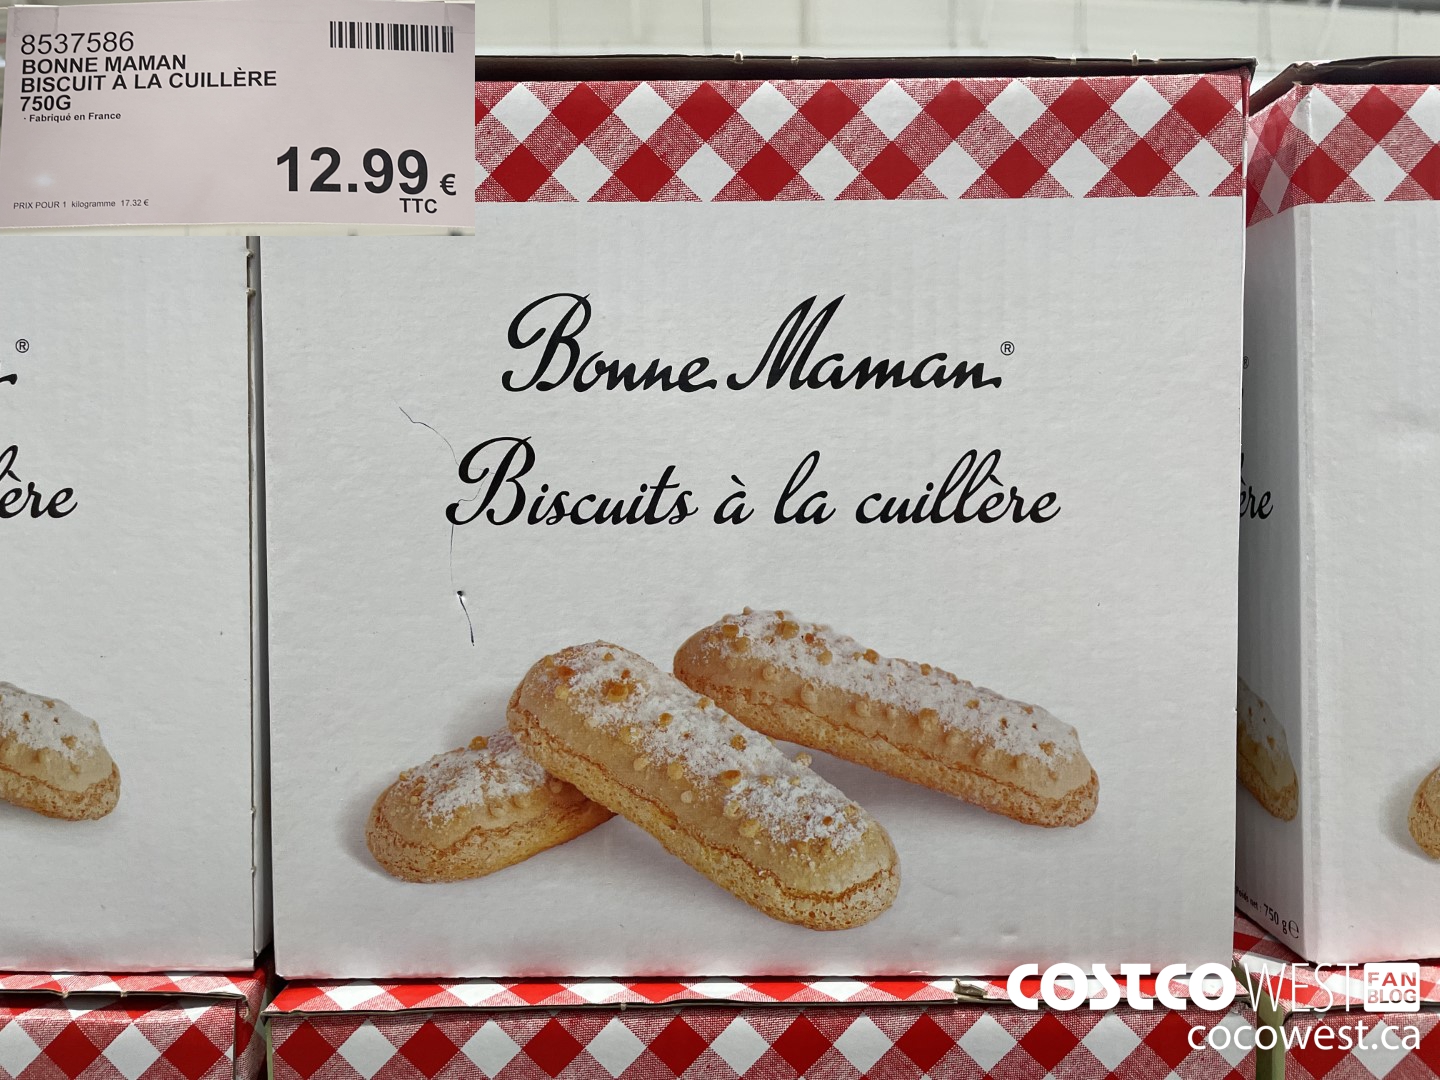 8537586
BONNE MAMAN
BISCUIT À LA CUILLÈRE
750G
· Fabriqué en France
12.99 €
TTC
PRIX POUR 1 kilogramme 17.32 €
Bonne Maman®
Biscuits à la cuillère
®
ère
ère
750 g e
COSTCO WEST FAN BLOG
cocowest.ca